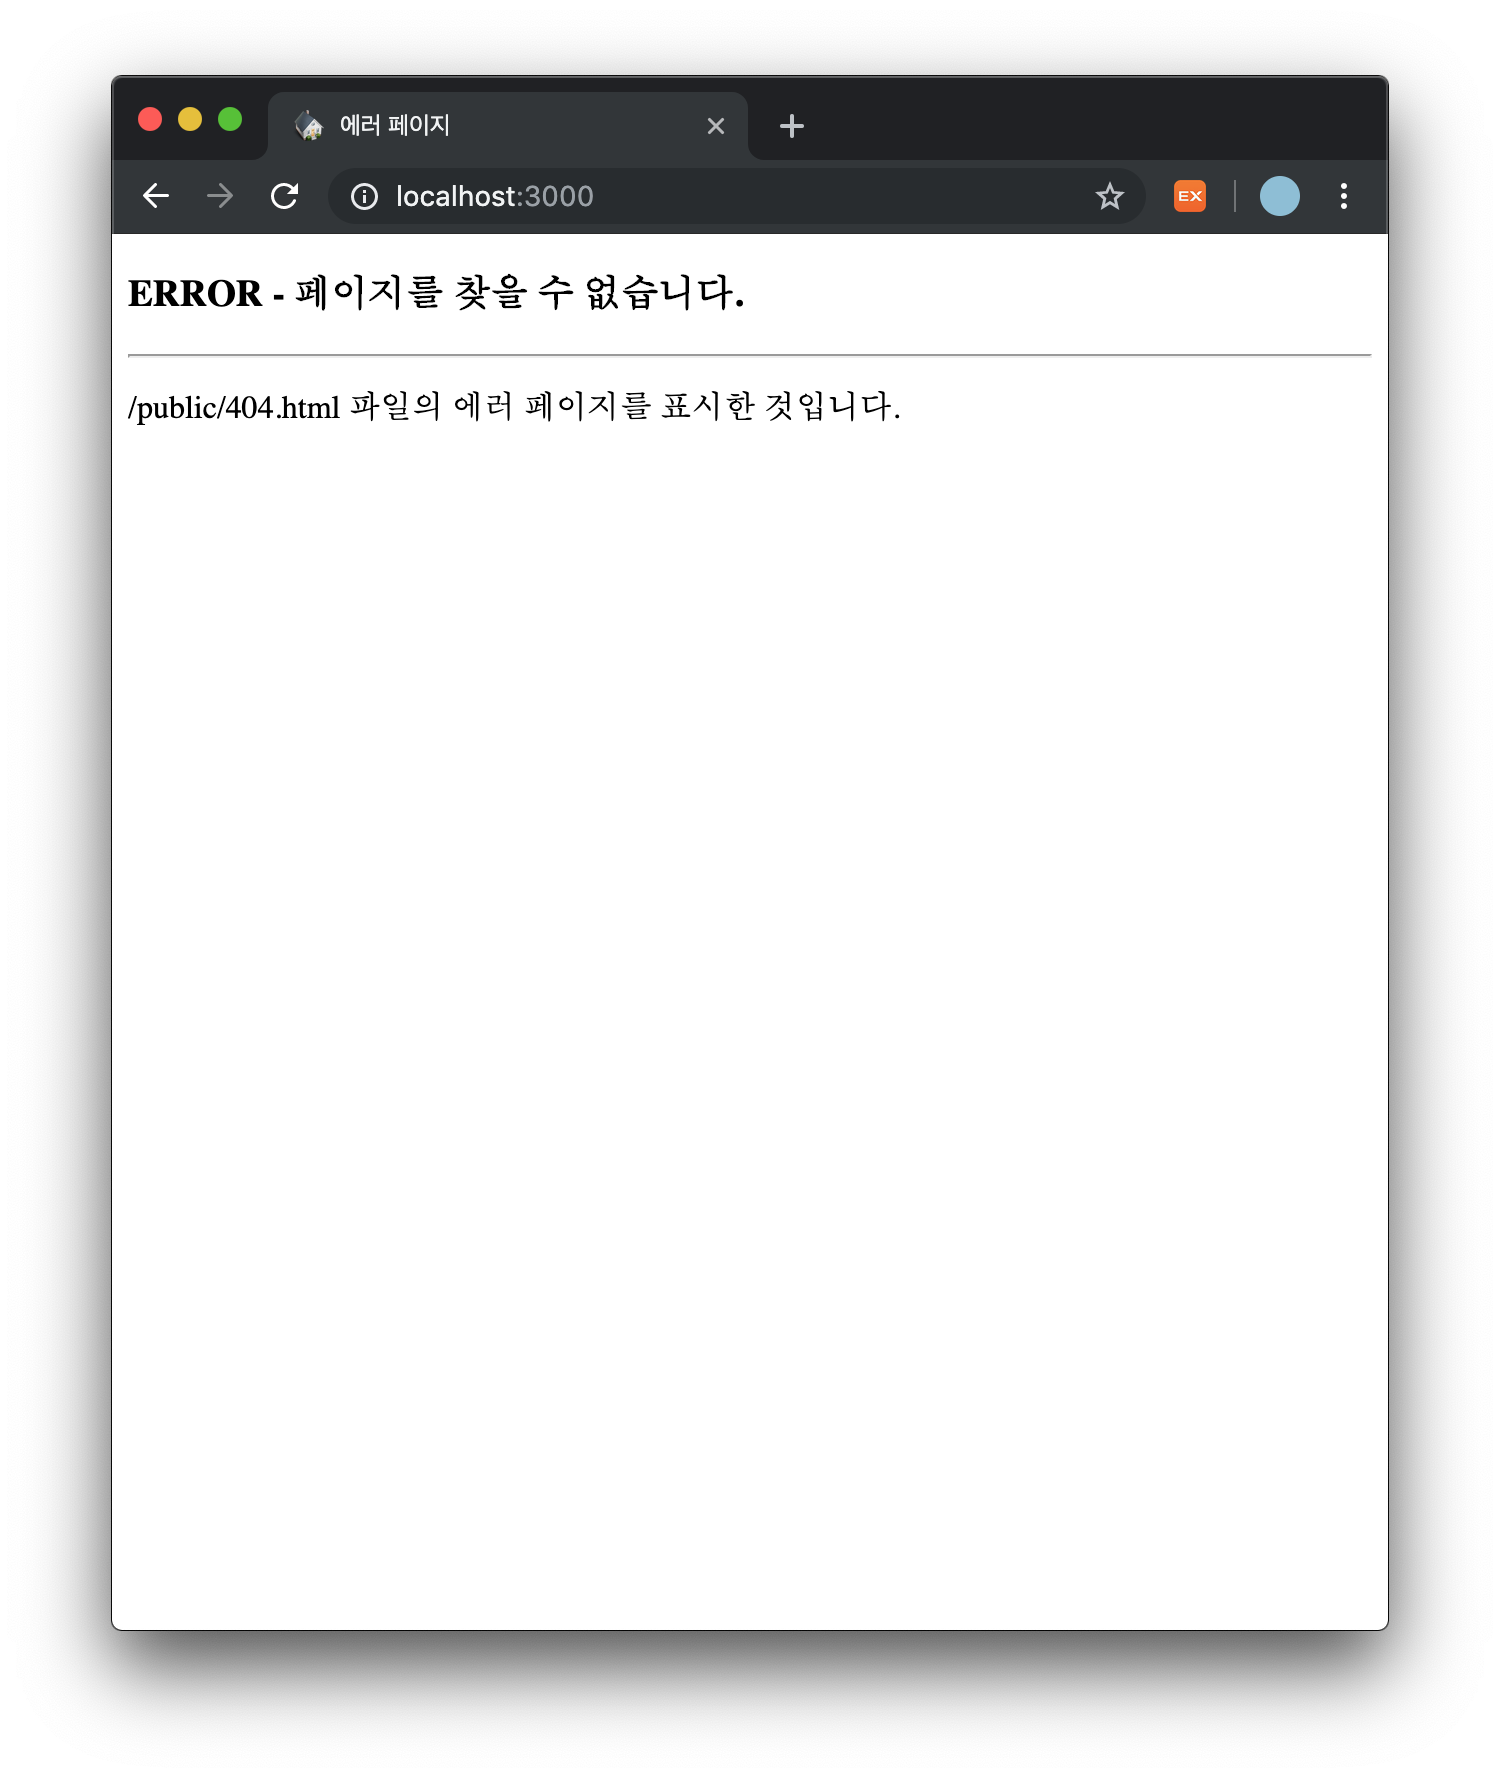 에러 페이지
localhost:3000
EX
ERROR - 페이지를 찾을 수 없습니다.
/public/404.html 파일의 에러 페이지를 표시한 것입니다.